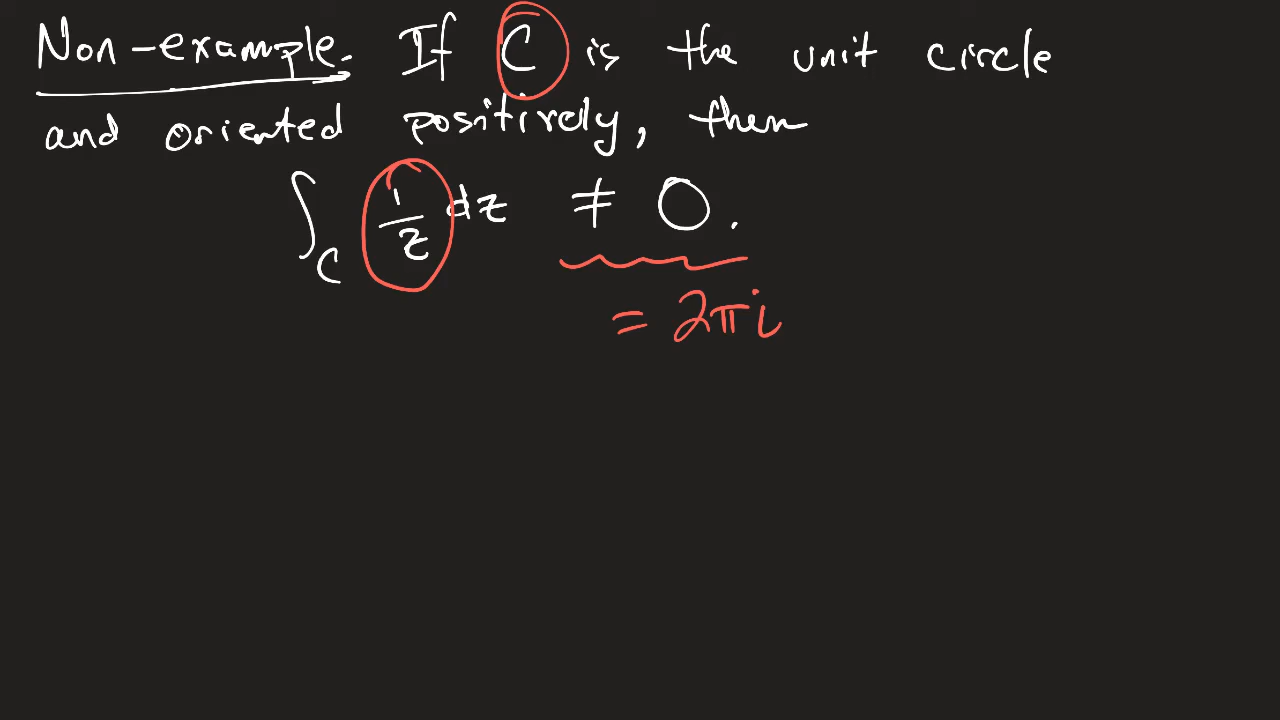 Non-example. If C is the unit circle
and oriented positively, then
∫_C 1/z dz ≠ 0.
= 2πi